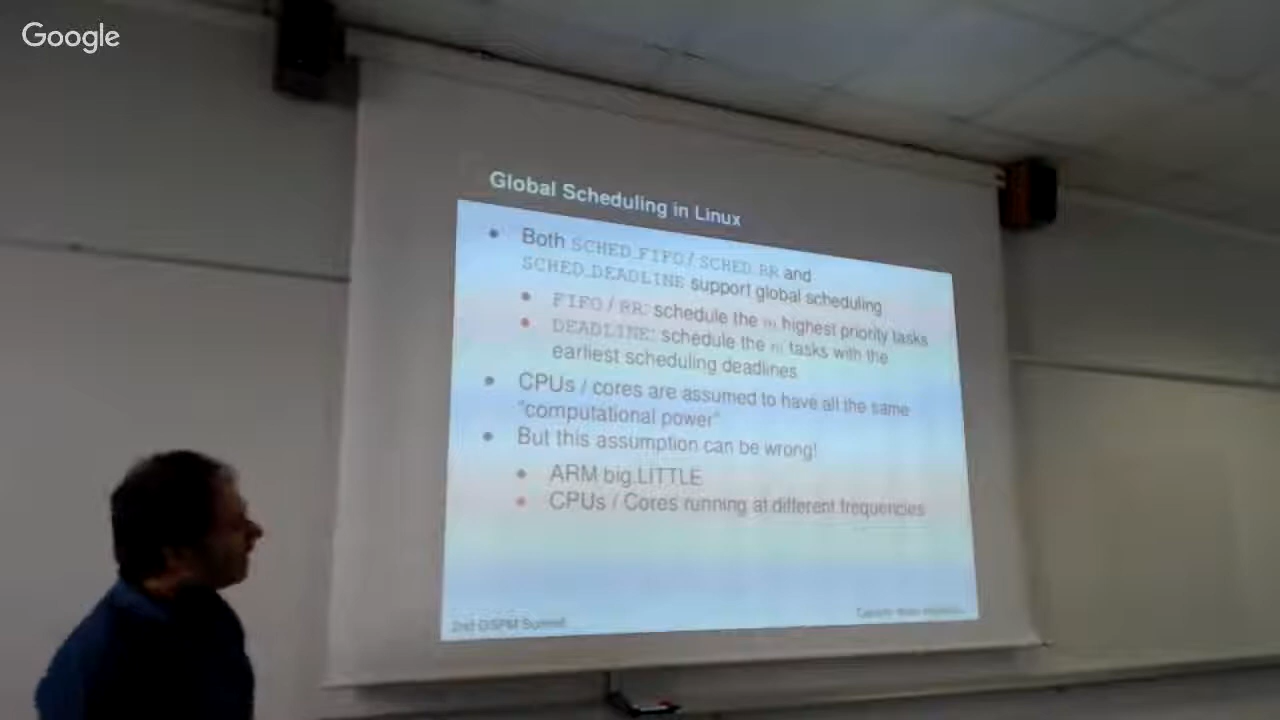 Google
Global Scheduling in Linux
• Both SCHED_FIFO / SCHED_RR and
SCHED_DEADLINE support global scheduling
• FIFO / RR: schedule the m highest priority tasks
• DEADLINE: schedule the m tasks with the
earliest scheduling deadlines
• CPUs / cores are assumed to have all the same
"computational power"
• But this assumption can be wrong!
• ARM big.LITTLE
• CPUs / Cores running at different frequencies
2nd OSPM Summit